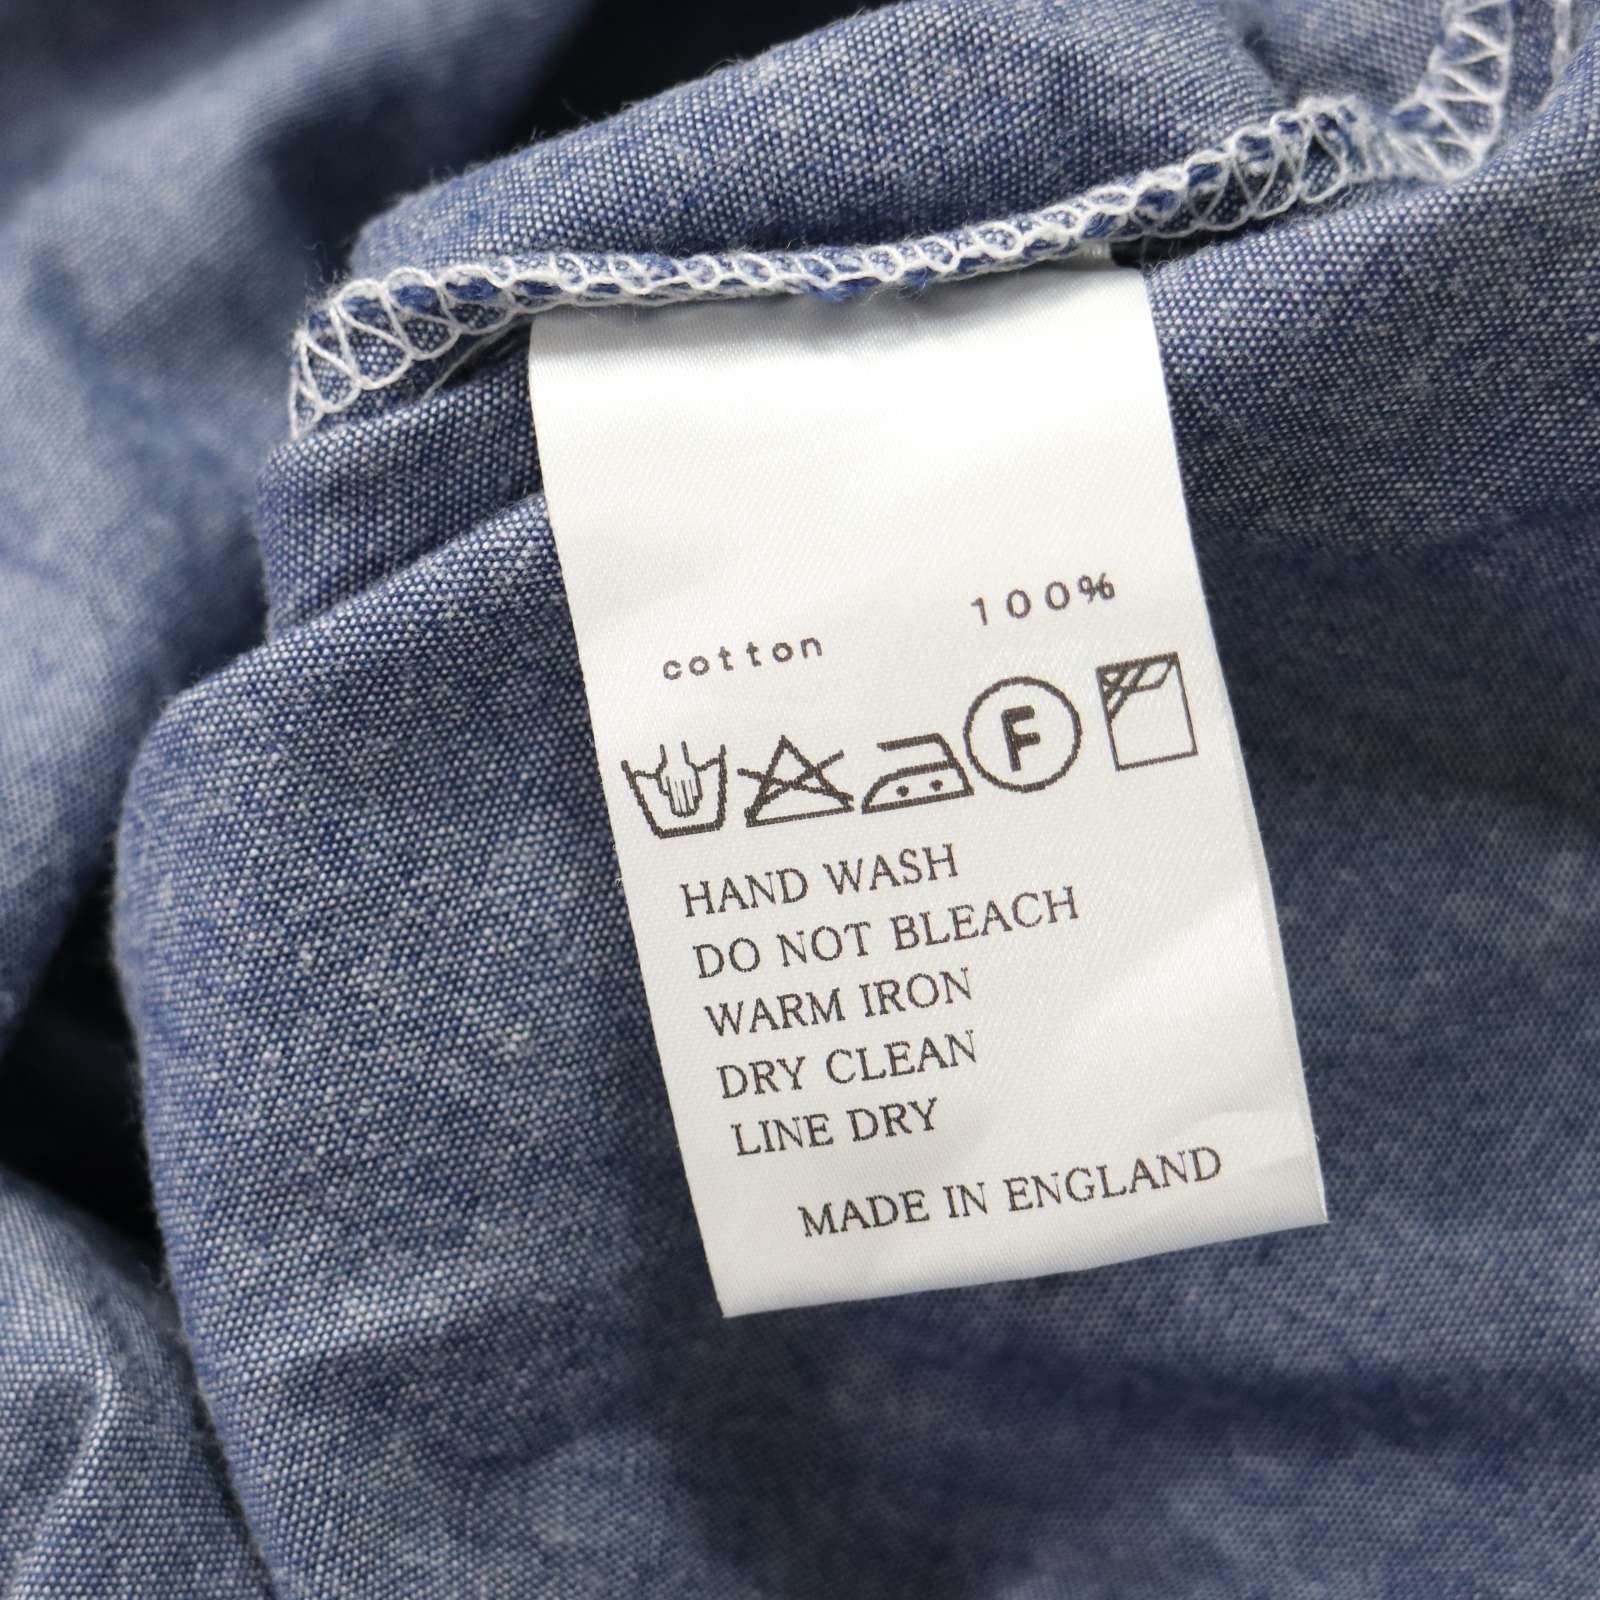 cotton 100%
F
HAND WASH
DO NOT BLEACH
WARM IRON
DRY CLEAN
LINE DRY
MADE IN ENGLAND